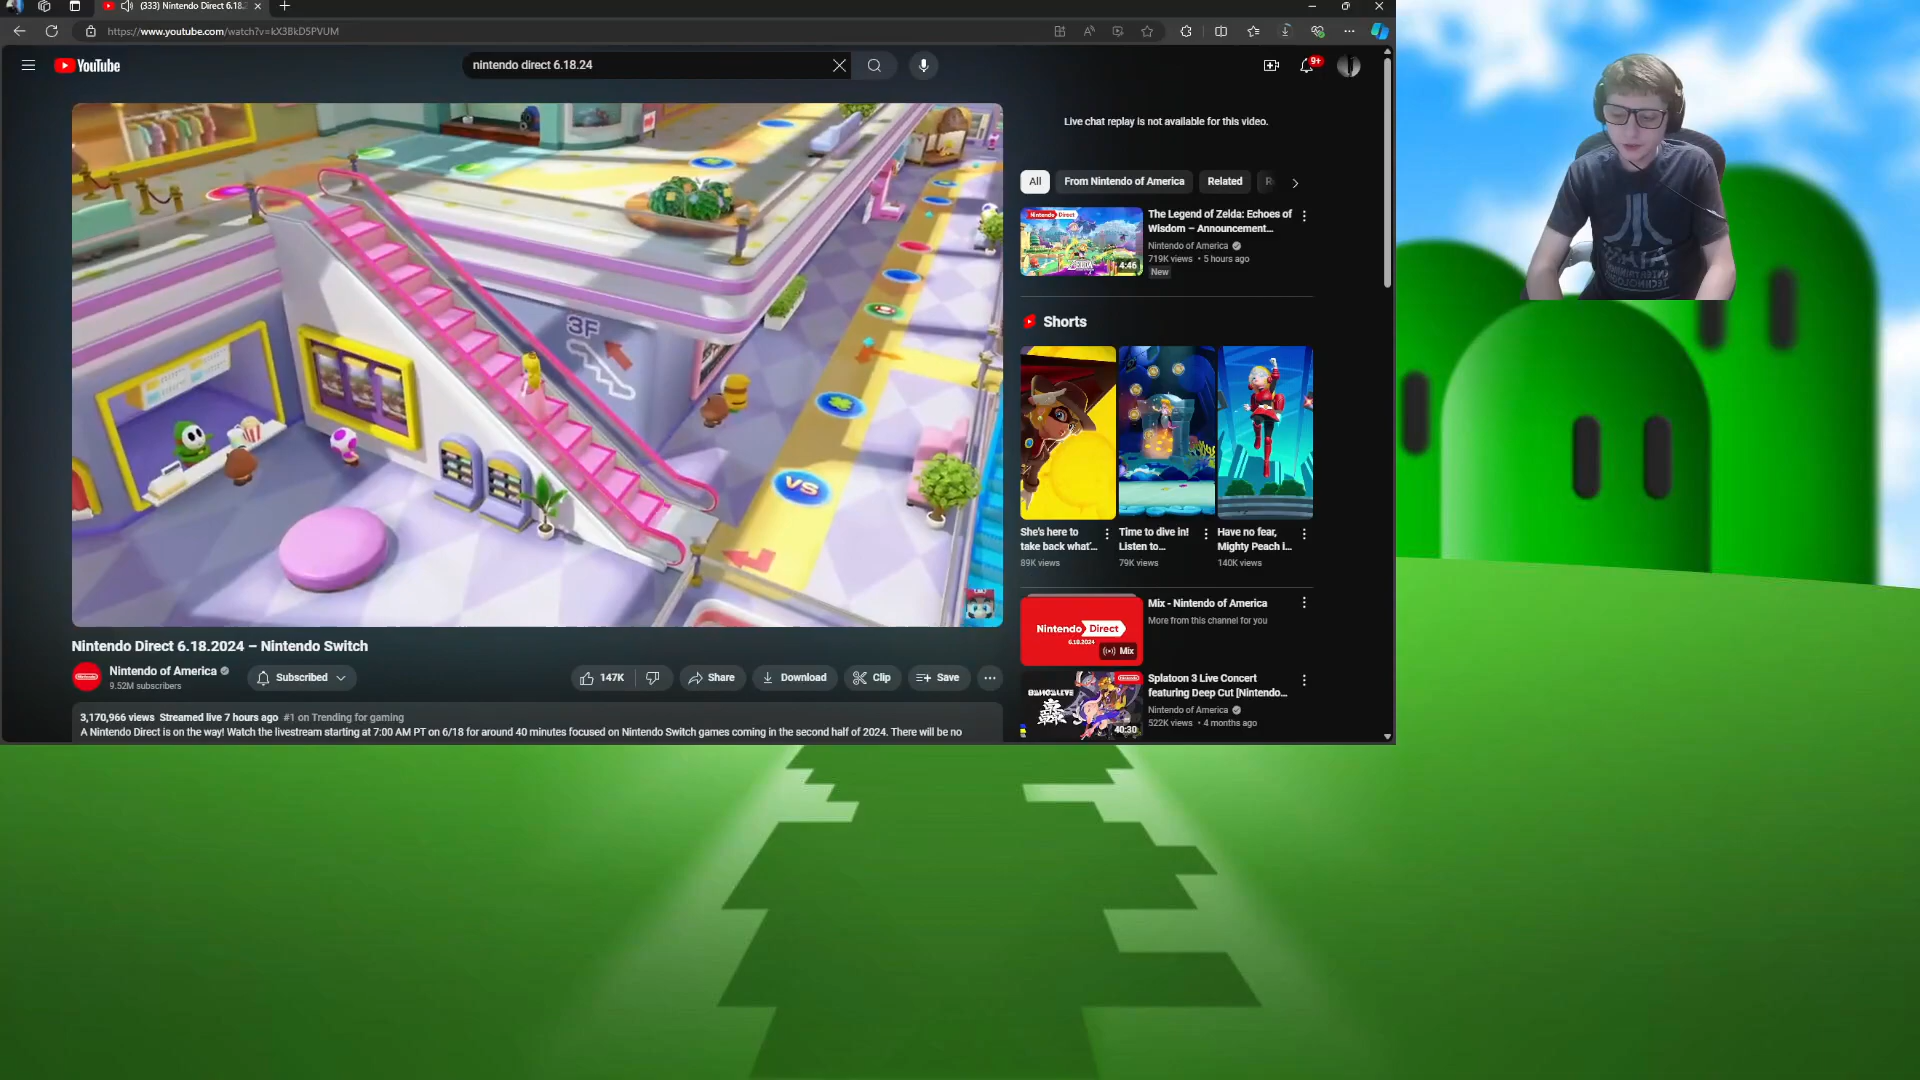 (333) Nintendo Direct 6.18.2
https://www.youtube.com/watch?v=kX3BkD5PVUM
YouTube
nintendo direct 6.18.24
9+
3F
VS
Live chat replay is not available for this video.
All
From Nintendo of America
Related
R
Nintendo Direct
ZELDA
4:46
The Legend of Zelda: Echoes of
Wisdom – Announcement...
Nintendo of America
719K views • 5 hours ago
New
Shorts
She's here to
take back what'...
89K views
Time to dive in!
Listen to...
79K views
Have no fear,
Mighty Peach i...
140K views
Nintendo Direct
6.18.2024
Mix
Mix - Nintendo of America
More from this channel for you
40:30
Splatoon 3 Live Concert
featuring Deep Cut [Nintendo...
Nintendo of America
522K views • 4 months ago
Nintendo Direct 6.18.2024 – Nintendo Switch
Nintendo of America
9.52M subscribers
Subscribed
147K
Share
Download
Clip
Save
3,170,966 views Streamed live 7 hours ago #1 on Trending for gaming
A Nintendo Direct is on the way! Watch the livestream starting at 7:00 AM PT on 6/18 for around 40 minutes focused on Nintendo Switch games coming in the second half of 2024. There will be no